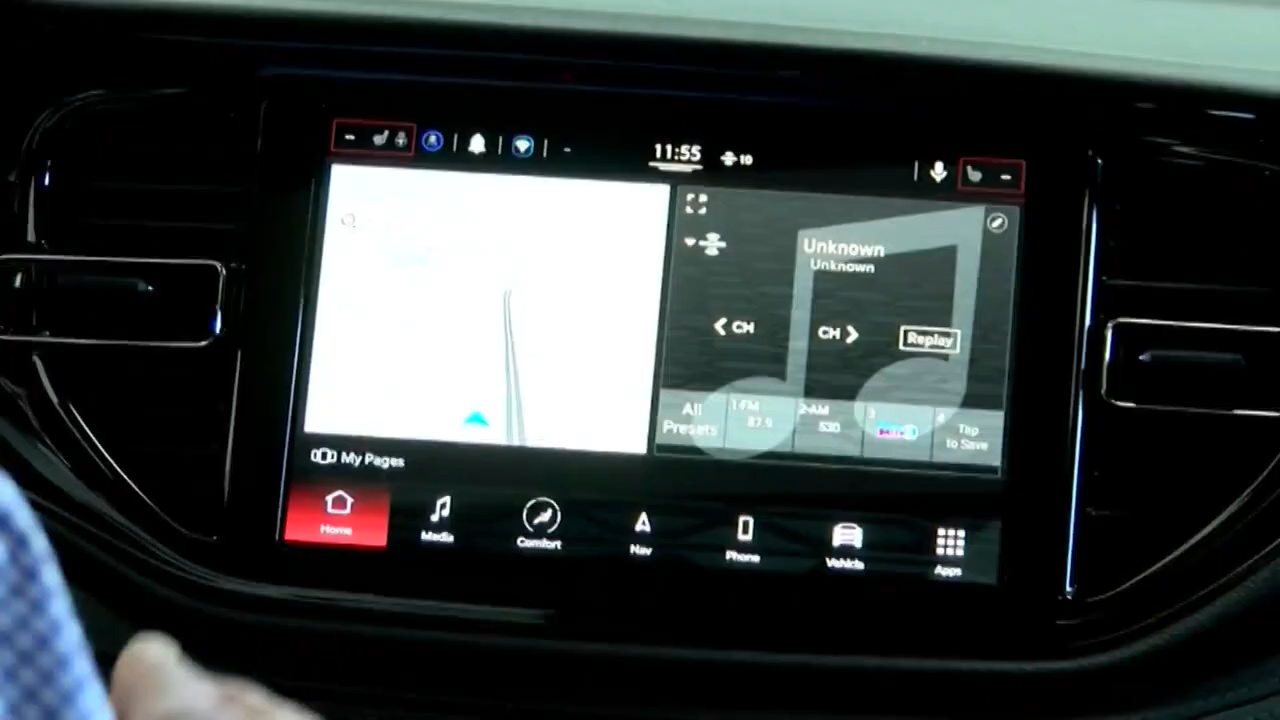 11:55
10
Unknown
Unknown
CH
CH
Replay
All Presets
1-FM
87.9
2-AM
530
3
4
Tap to Save
My Pages
Home
Media
Comfort
Nav
Phone
Vehicle
Apps